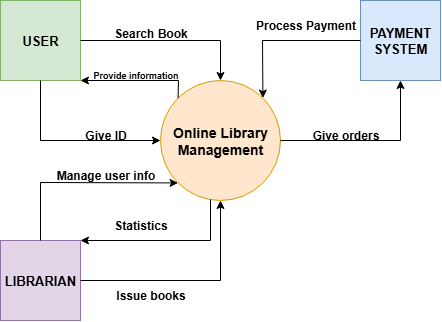 Process Payment
Search Book
USER
PAYMENT
SYSTEM
Provide information
Give ID
Online Library
Management
Give orders
Manage user info
Statistics
LIBRARIAN
Issue books